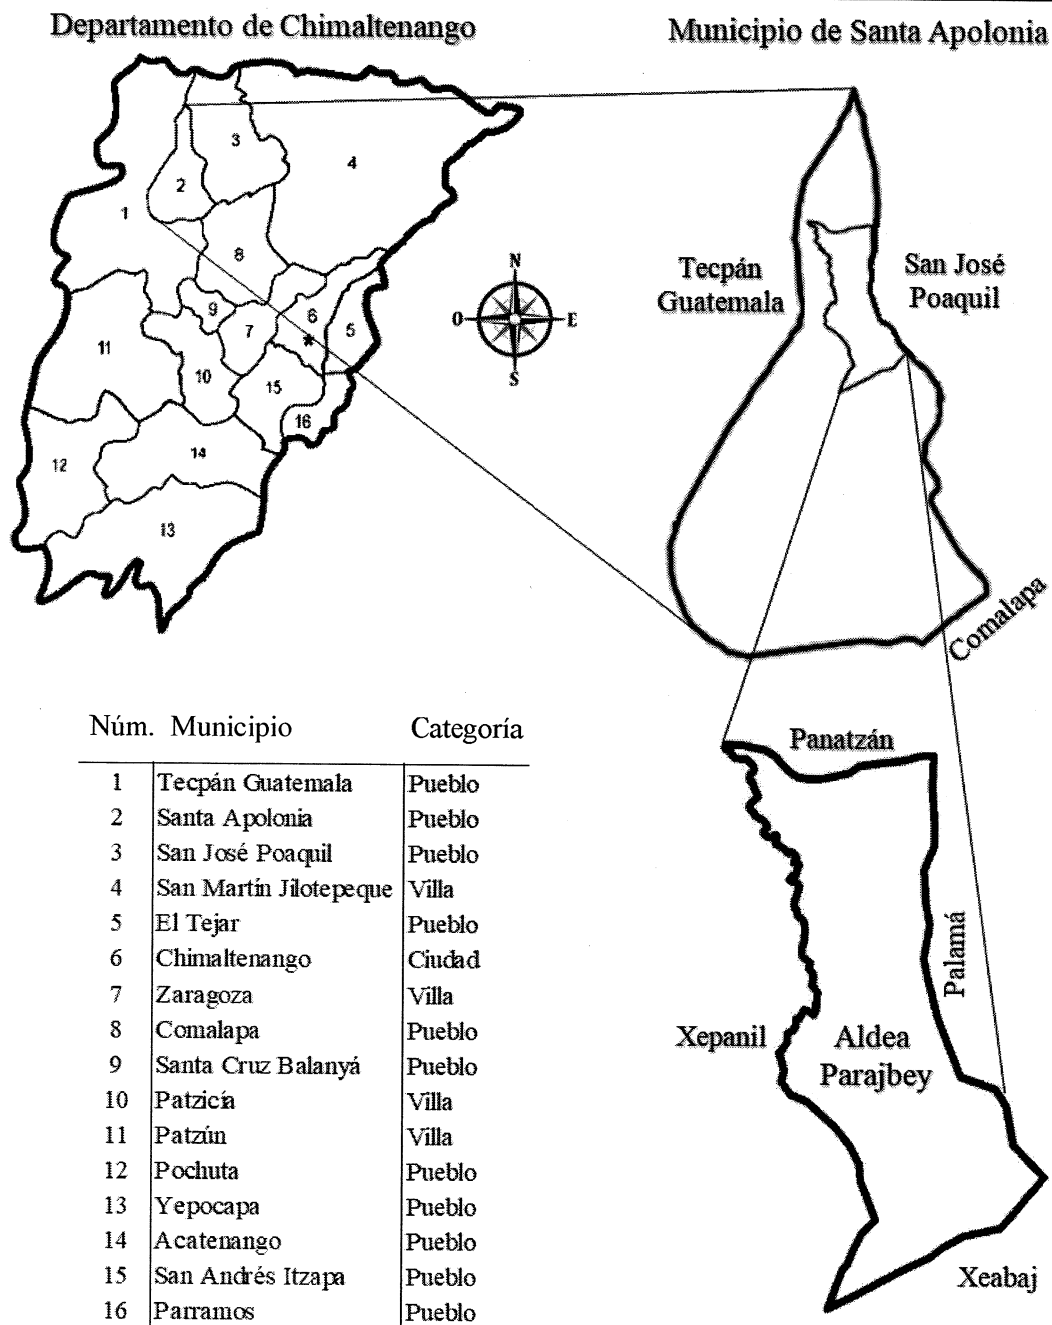 Departamento de Chimaltenango
Municipio de Santa Apolonia
1
2
3
4
5
6
*
7
8
9
10
11
12
13
14
15
16
N
O
E
S
Tecpán
Guatemala
San José
Poaquil
Comalapa
Núm. Municipio Categoría
1 Tecpán Guatemala Pueblo
2 Santa Apolonia Pueblo
3 San José Poaquil Pueblo
4 San Martín Jilotepeque Villa
5 El Tejar Pueblo
6 Chimaltenango Ciudad
7 Zaragoza Villa
8 Comalapa Pueblo
9 Santa Cruz Balanyá Pueblo
10 Patzicía Villa
11 Patzún Villa
12 Pochuta Pueblo
13 Yepocapa Pueblo
14 Acatenango Pueblo
15 San Andrés Itzapa Pueblo
16 Parramos Pueblo
Panatzán
Palamá
Xepanil
Aldea
Parajbey
Xeabaj